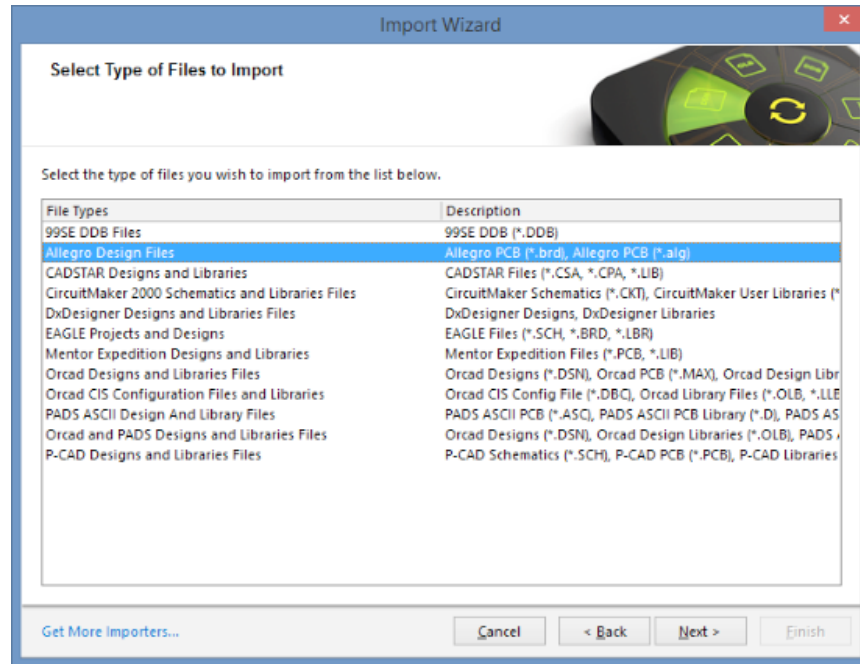 Import Wizard
Select Type of Files to Import
Select the type of files you wish to import from the list below.
File Types Description
99SE DDB Files 99SE DDB (*.DDB)
Allegro Design Files Allegro PCB (*.brd), Allegro PCB (*.alg)
CADSTAR Designs and Libraries CADSTAR Files (*.CSA, *.CPA, *.LIB)
CircuitMaker 2000 Schematics and Libraries Files CircuitMaker Schematics (*.CKT), CircuitMaker User Libraries (*
DxDesigner Designs and Libraries Files DxDesigner Designs, DxDesigner Libraries
EAGLE Projects and Designs EAGLE Files (*.SCH, *.BRD, *.LBR)
Mentor Expedition Designs and Libraries Mentor Expedition Files (*.PCB, *.LIB)
Orcad Designs and Libraries Files Orcad Designs (*.DSN), Orcad PCB (*.MAX), Orcad Design Libr
Orcad CIS Configuration Files and Libraries Orcad CIS Config File (*.DBC), Orcad Library Files (*.OLB, *.LLE
PADS ASCII Design And Library Files PADS ASCII PCB (*.ASC), PADS ASCII PCB Library (*.D), PADS AS
Orcad and PADS Designs and Libraries Files Orcad Designs (*.DSN), Orcad Design Libraries (*.OLB), PADS
P-CAD Designs and Libraries Files P-CAD Schematics (*.SCH), P-CAD PCB (*.PCB), P-CAD Libraries
Get More Importers... Cancel < Back Next > Finish